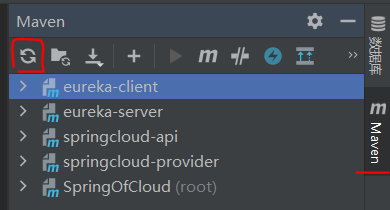 Maven
eureka-client
eureka-server
springcloud-api
springcloud-provider
SpringOfCloud (root)
数据库
Maven